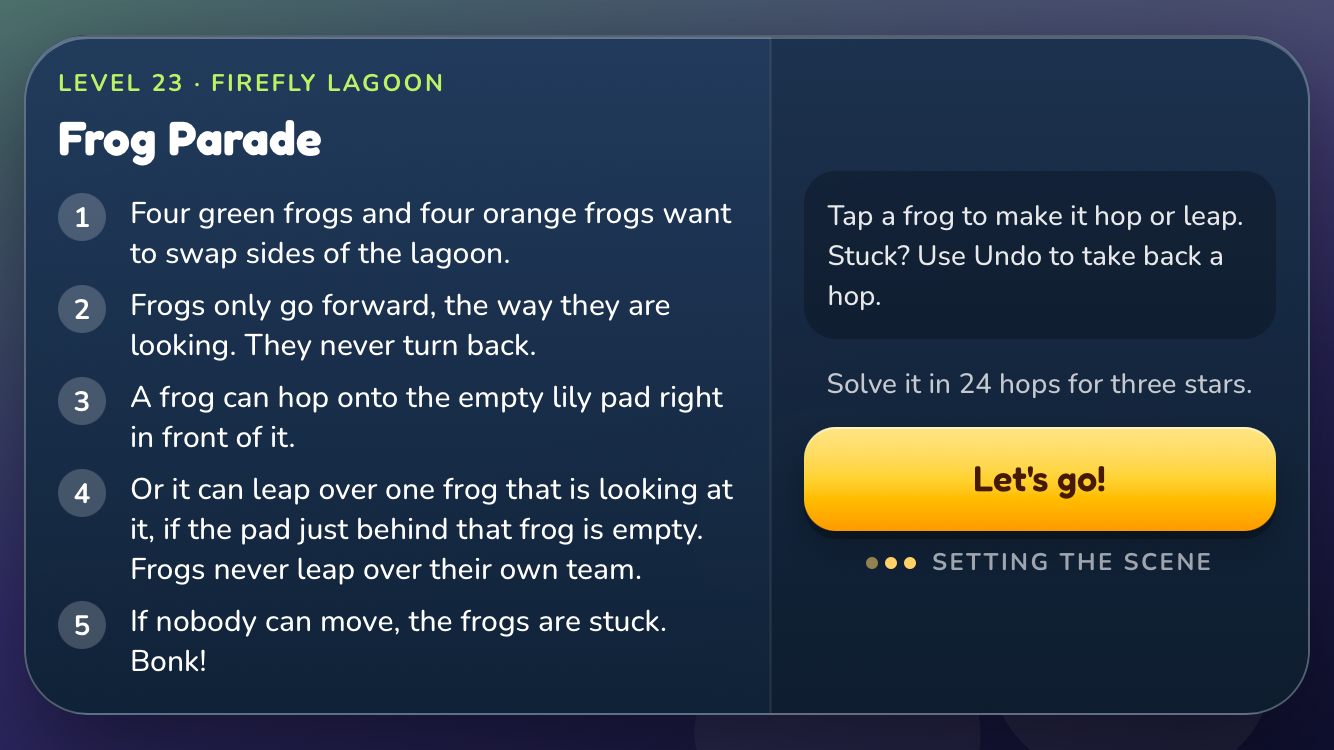 LEVEL 23 · FIREFLY LAGOON
Frog Parade
1 Four green frogs and four orange frogs want
to swap sides of the lagoon.
2 Frogs only go forward, the way they are
looking. They never turn back.
3 A frog can hop onto the empty lily pad right
in front of it.
4 Or it can leap over one frog that is looking at
it, if the pad just behind that frog is empty.
Frogs never leap over their own team.
5 If nobody can move, the frogs are stuck.
Bonk!
Tap a frog to make it hop or leap.
Stuck? Use Undo to take back a
hop.
Solve it in 24 hops for three stars.
Let's go!
SETTING THE SCENE